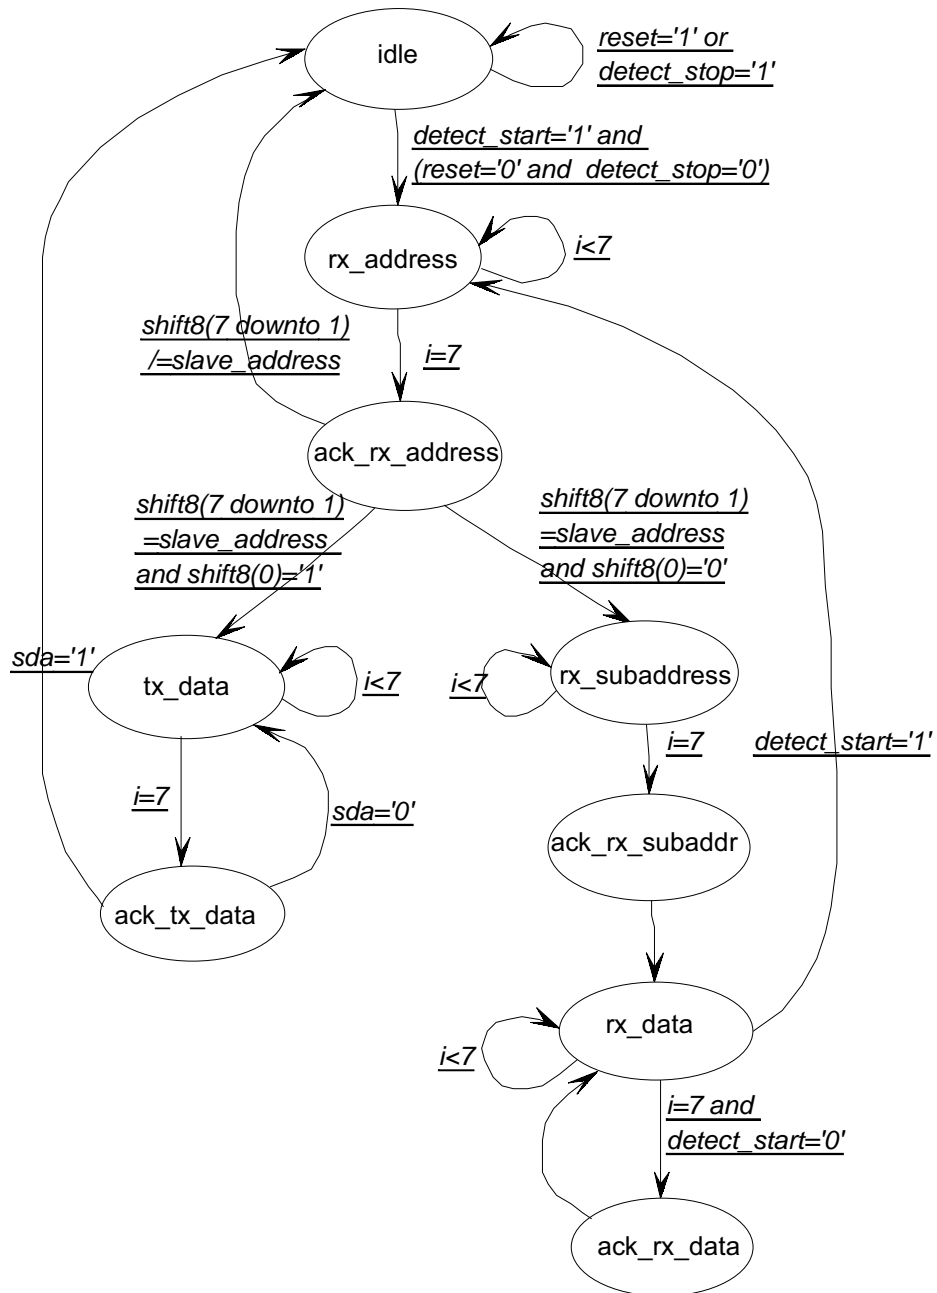 idle
reset='1' or
detect_stop='1'
detect_start='1' and
(reset='0' and detect_stop='0')
rx_address
i<7
shift8(7 downto 1)
/=slave_address
i=7
ack_rx_address
shift8(7 downto 1)
=slave_address
and shift8(0)='1'
shift8(7 downto 1)
=slave_address
and shift8(0)='0'
sda='1'
tx_data
i<7
i<7
rx_subaddress
i=7
sda='0'
i=7
detect_start='1'
ack_rx_subaddr
ack_tx_data
rx_data
i<7
i=7 and
detect_start='0'
ack_rx_data